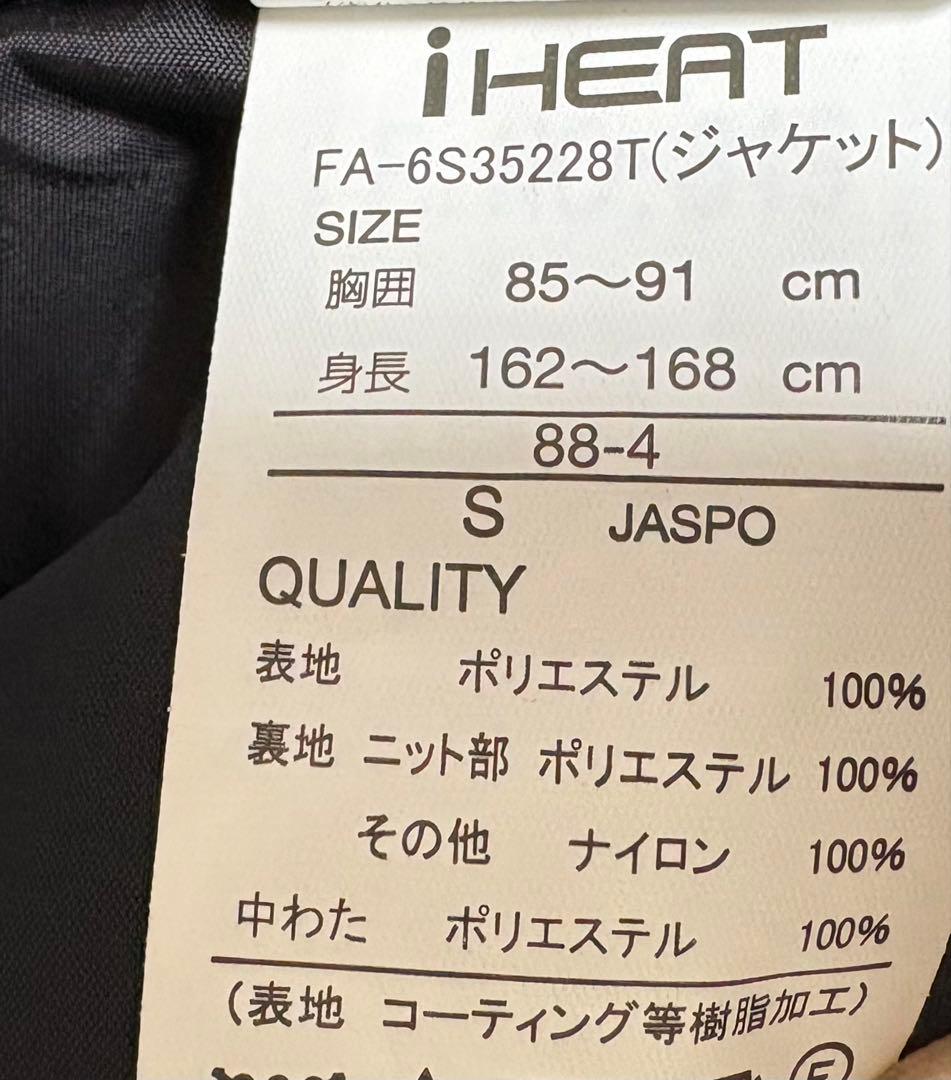 iHEAT
FA-6S35228T(ジャケット)
SIZE
胸囲 85〜91 cm
身長 162〜168 cm
88-4
S JASPO
QUALITY
表地 ポリエステル 100%
裏地 ニット部 ポリエステル 100%
その他 ナイロン 100%
中わた ポリエステル 100%
(表地 コーティング等樹脂加工)
F